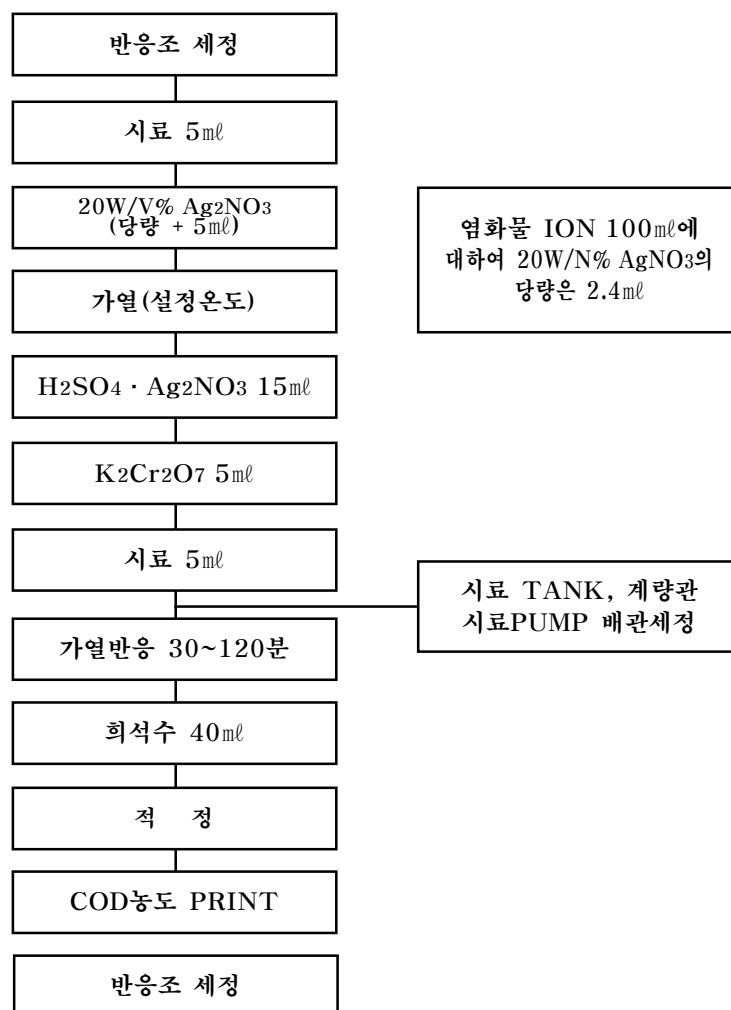 반응조 세정
시료 5㎖
20W/V% Ag2NO3
(당량 + 5㎖)
염화물 ION 100㎖에
대하여 20W/N% AgNO3의
당량은 2.4㎖
가열(설정온도)
H2SO4 · Ag2NO3 15㎖
K2Cr2O7 5㎖
시료 5㎖
시료 TANK, 계량관
시료PUMP 배관세정
가열반응 30~120분
희석수 40㎖
적 정
COD농도 PRINT
반응조 세정